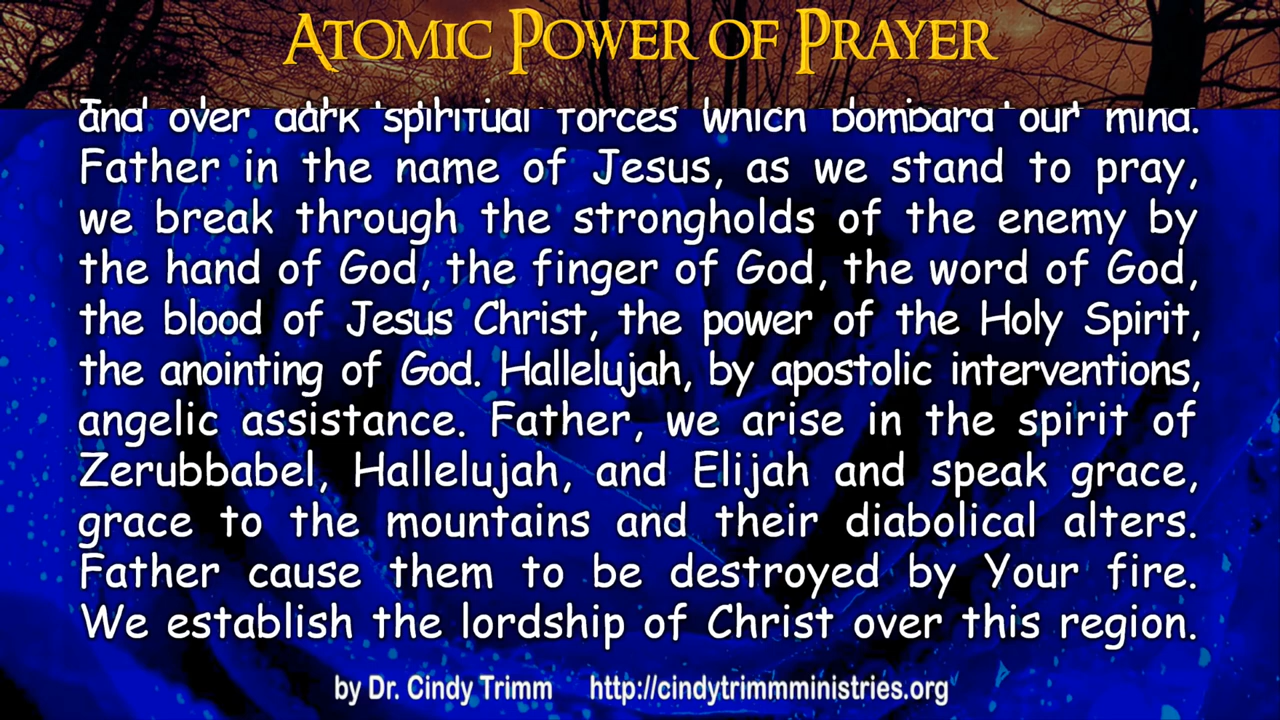 ATOMIC POWER OF PRAYER
and over dark spiritual forces which bombard our mind.
Father in the name of Jesus, as we stand to pray,
we break through the strongholds of the enemy by
the hand of God, the finger of God, the word of God,
the blood of Jesus Christ, the power of the Holy Spirit,
the anointing of God. Hallelujah, by apostolic interventions,
angelic assistance. Father, we arise in the spirit of
Zerubbabel, Hallelujah, and Elijah and speak grace,
grace to the mountains and their diabolical alters.
Father cause them to be destroyed by Your fire.
We establish the lordship of Christ over this region.
by Dr. Cindy Trimm http://cindytrimmministries.org